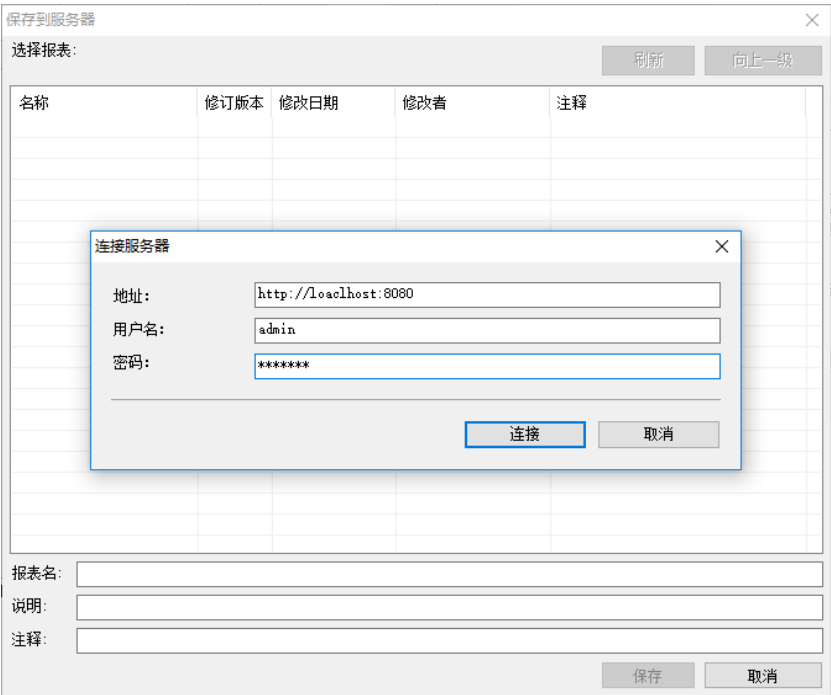 保存到服务器
选择报表:
刷新 向上一级
名称 修订版本 修改日期 修改者 注释
连接服务器
地址: http://loaclhost:8080
用户名: admin
密码: *******
连接 取消
报表名:
说明:
注释:
保存 取消